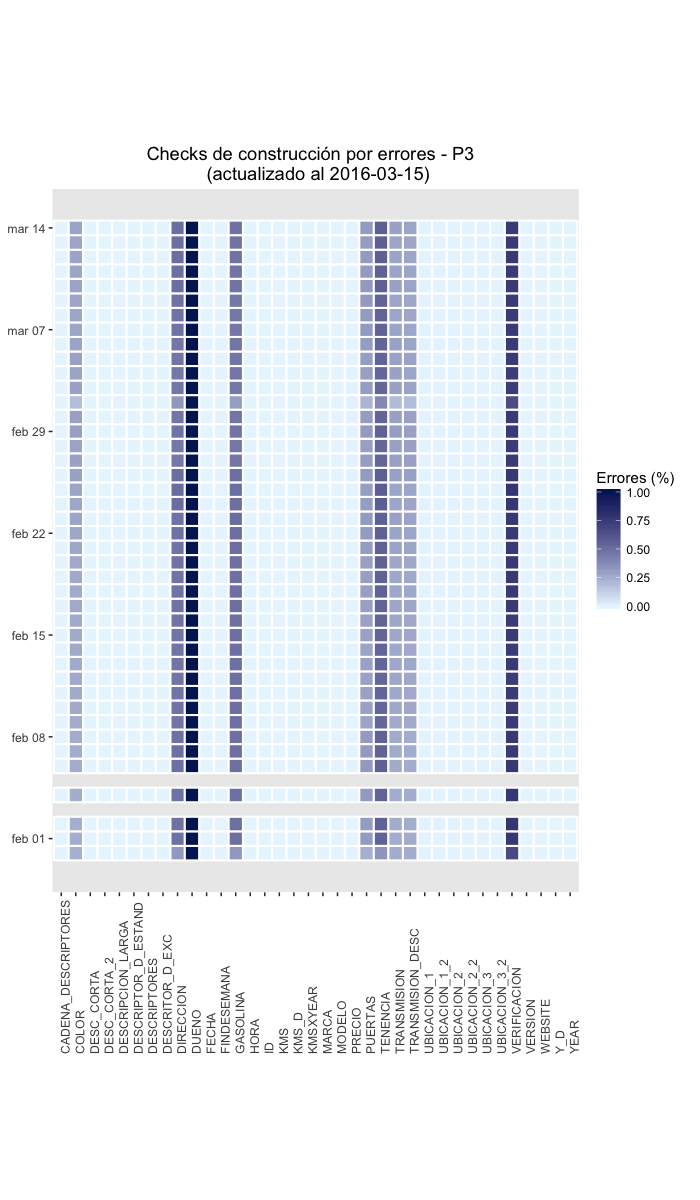 Checks de construcción por errores - P3
(actualizado al 2016-03-15)
mar 14
mar 07
feb 29
feb 22
feb 15
feb 08
feb 01
Errores (%)
1.00
0.75
0.50
0.25
0.00
CADENA_DESCRIPTORES
COLOR
DESC_CORTA
DESC_CORTA_2
DESCRIPCION_LARGA
DESCRIPTOR_D_ESTAND
DESCRIPTORES
DESCRITOR_D_EXC
DIRECCION
DUENO
FECHA
FINDESEMANA
GASOLINA
HORA
ID
KMS
KMS_D
KMSXYEAR
MARCA
MODELO
PRECIO
PUERTAS
TENENCIA
TRANSMISION
TRANSMISION_DESC
UBICACION_1
UBICACION_1_2
UBICACION_2
UBICACION_2_2
UBICACION_3
UBICACION_3_2
VERIFICACION
VERSION
WEBSITE
Y_D
YEAR